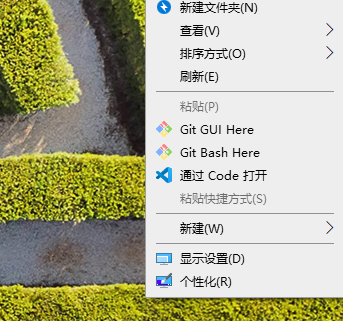 新建文件夹(N)
查看(V)
排序方式(O)
刷新(E)
粘贴(P)
Git GUI Here
Git Bash Here
通过 Code 打开
粘贴快捷方式(S)
新建(W)
显示设置(D)
个性化(R)